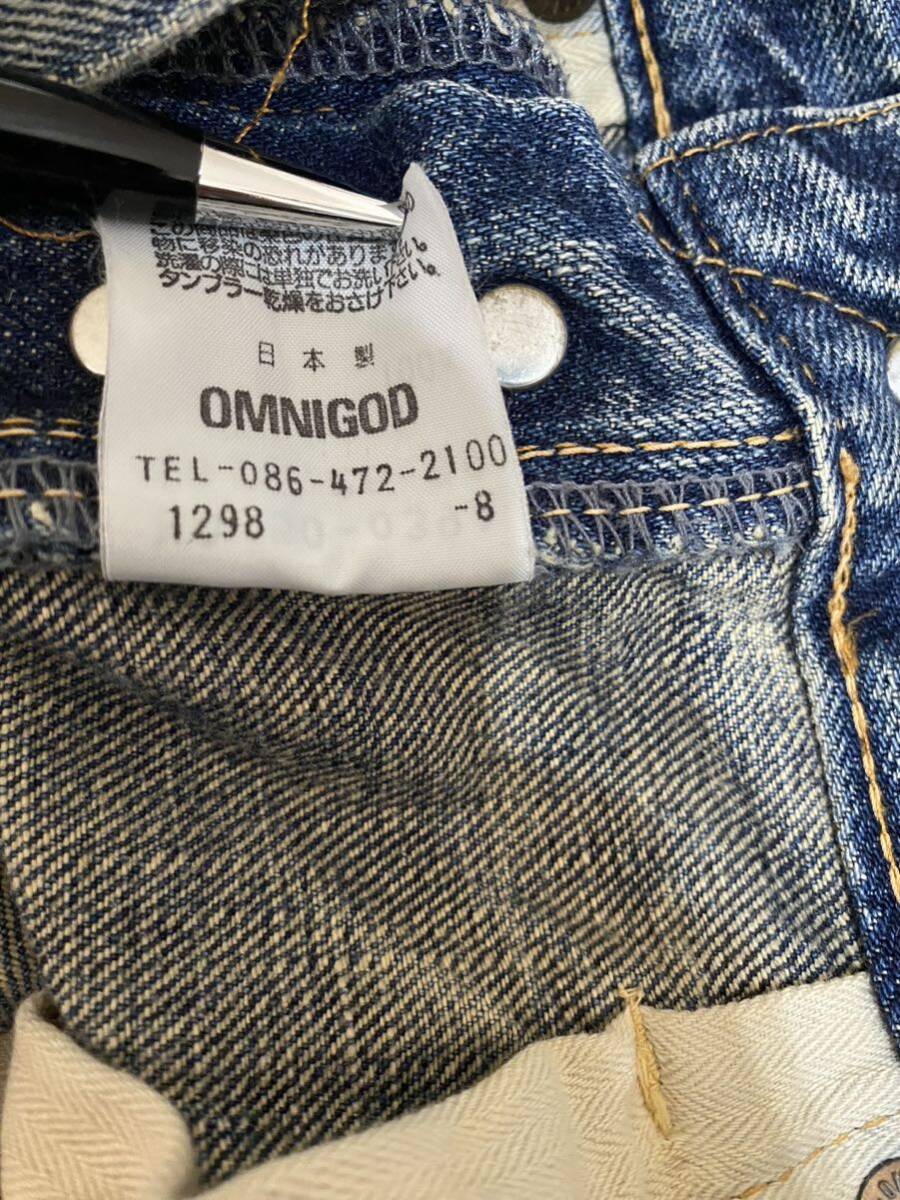 物に移染の恐れがありま
洗濯の際には単独でお洗い下さい。
タンブラー乾燥をおさけ下さい。
日本製
OMNIGOD
TEL-086-472-2100
1298 -8